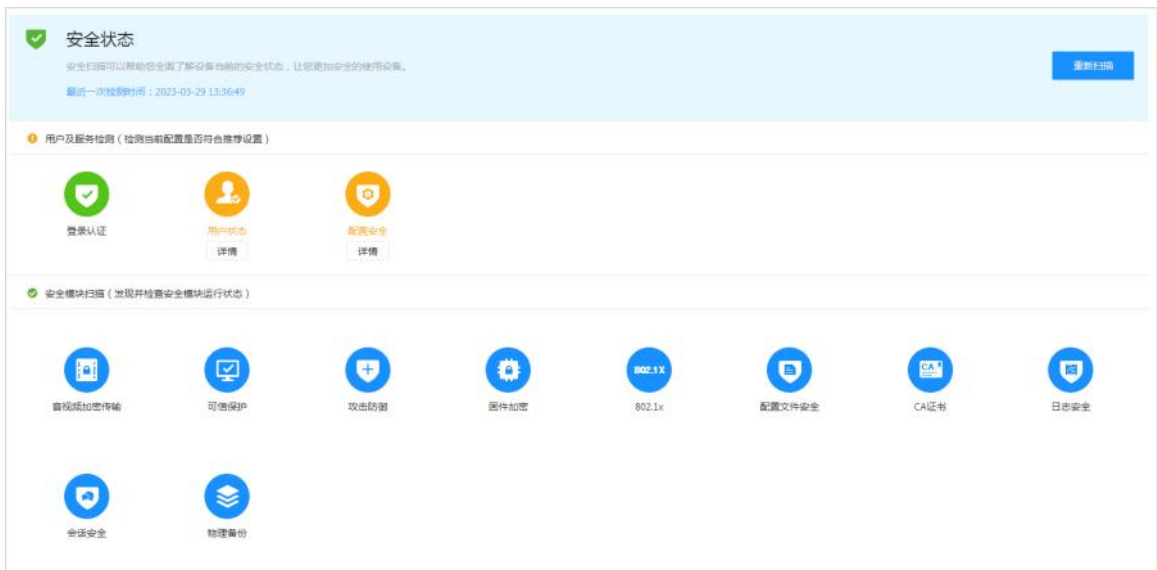 安全状态
安全扫描可以帮助您全面了解设备当前的安全状态，让您更加安全的使用设备。
重新扫描
最近一次检测时间：2023-03-29 13:36:49
用户及服务检测（检测当前配置是否符合推荐设置）
登录认证 用户状态 配置安全
详情 详情
安全模块扫描（发现并检查安全模块运行状态）
802.1X
CA
音视频加密传输 可信保护 攻击防御 固件加密 802.1x 配置文件安全 CA证书 日志安全
会话安全 物理备份